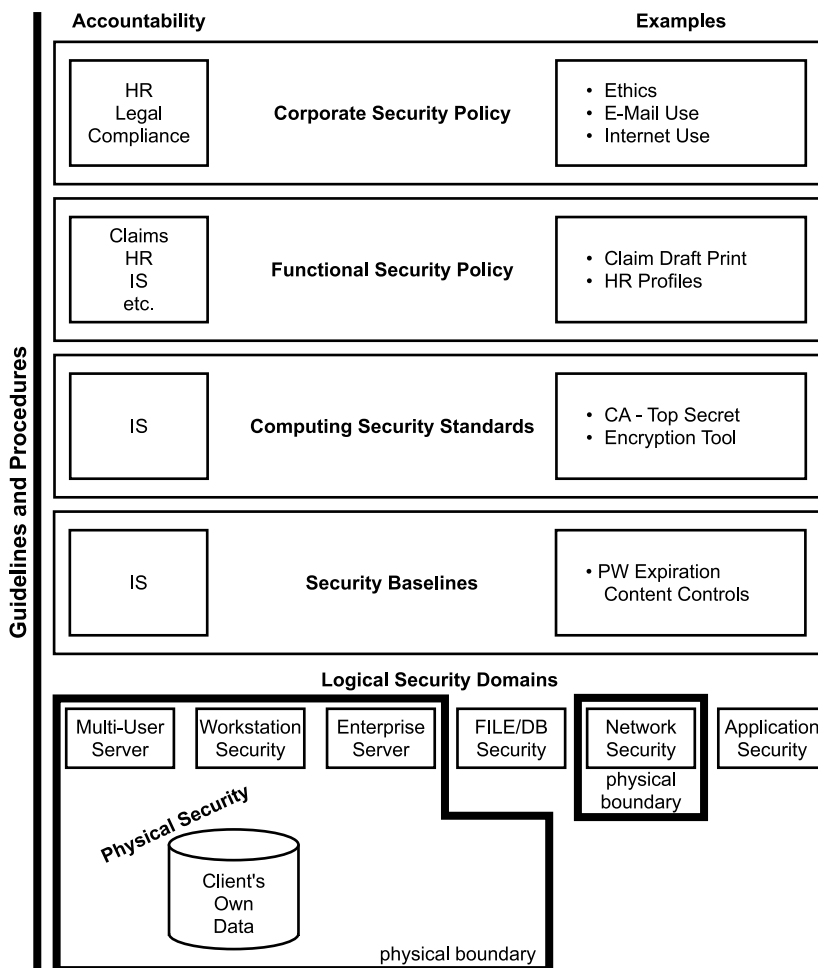 Accountability
Examples
HR
Legal
Compliance
Corporate Security Policy
• Ethics
• E-Mail Use
• Internet Use
Claims
HR
IS
etc.
Functional Security Policy
• Claim Draft Print
• HR Profiles
Guidelines and Procedures
IS
Computing Security Standards
• CA - Top Secret
• Encryption Tool
IS
Security Baselines
• PW Expiration
Content Controls
Logical Security Domains
Multi-User
Server
Workstation
Security
Enterprise
Server
FILE/DB
Security
Network
Security
physical
boundary
Application
Security
Physical Security
Client's
Own
Data
physical boundary